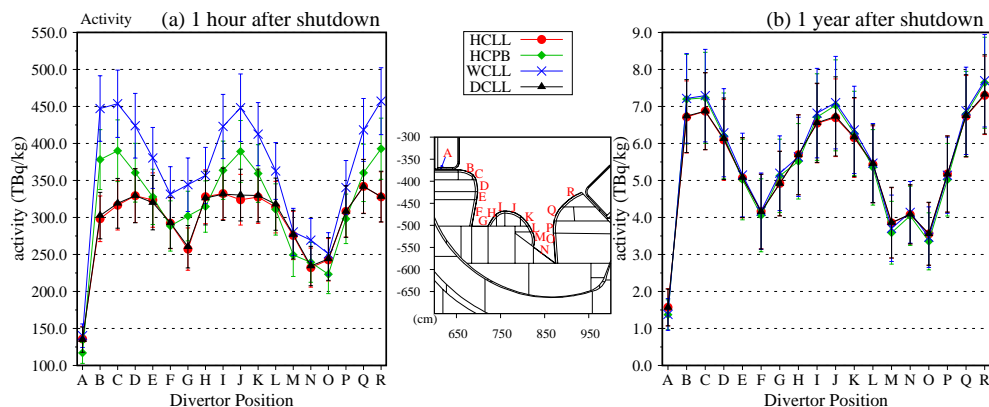 Activity
(a) 1 hour after shutdown
(b) 1 year after shutdown
HCLL
HCPB
WCLL
DCLL
activity (TBq/kg)
550.0
500.0
450.0
400.0
350.0
300.0
250.0
200.0
150.0
100.0
A B C D E F G H I J K L M N O P Q R
Divertor Position
-300
-350
-400
-450
-500
-550
-600
-650
(cm)
650 750 850 950
A
B
C
D
E
F
G
H
I
J
K
L
M
N
O
P
Q
R
activity (TBq/kg)
9.0
8.0
7.0
6.0
5.0
4.0
3.0
2.0
1.0
0.0
A B C D E F G H I J K L M N O P Q R
Divertor Position